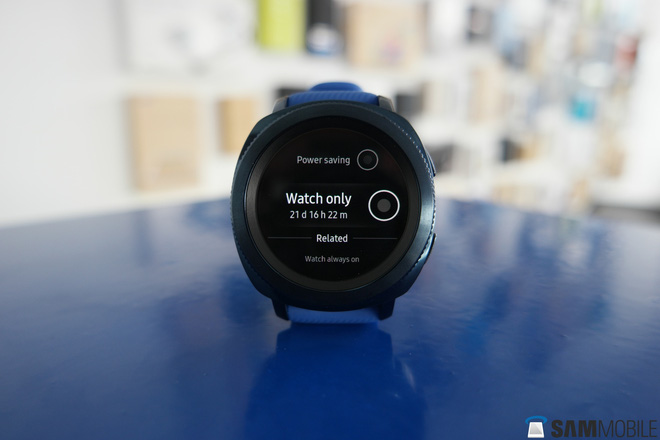 Power saving
Watch only
21 d 16 h 22 m
Related
Watch always on
SAMMOBILE